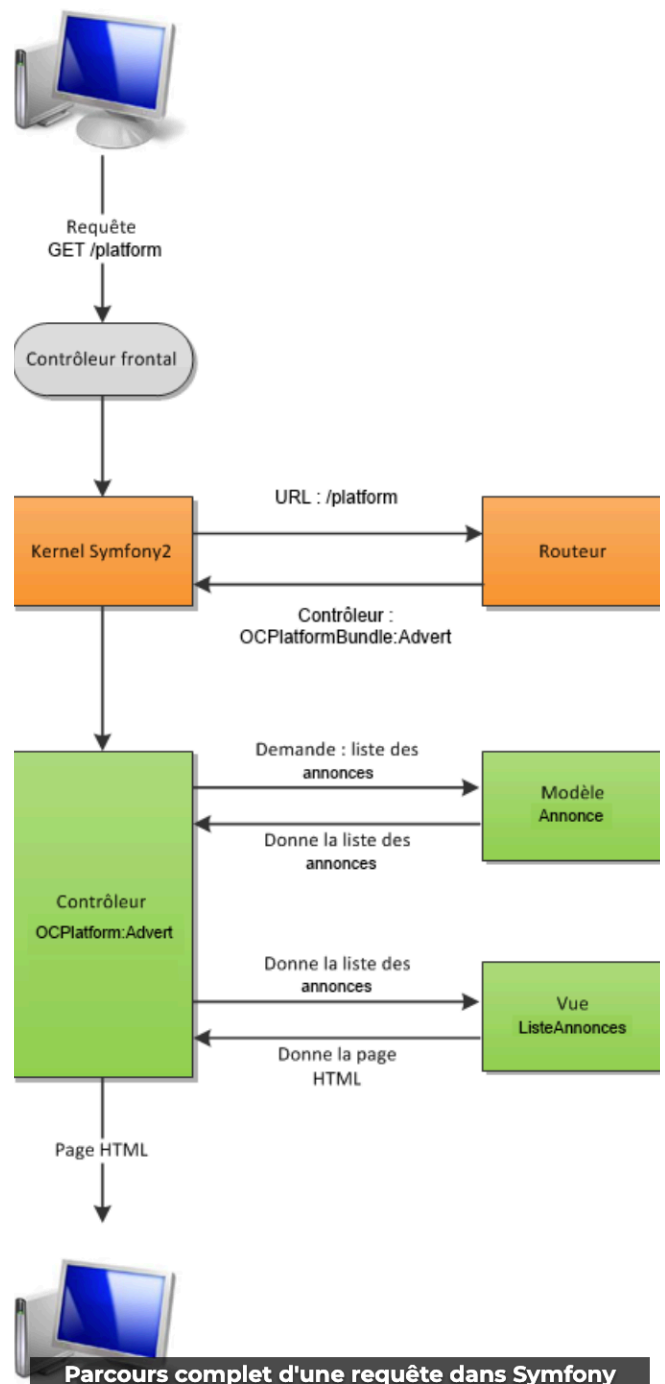 Requête
GET /platform
Contrôleur frontal
URL : /platform
Kernel Symfony2
Routeur
Contrôleur :
OCPlatformBundle:Advert
Demande : liste des
annonces
Modèle
Annonce
Donne la liste des
annonces
Contrôleur
OCPlatform:Advert
Donne la liste des
annonces
Vue
ListeAnnonces
Donne la page
HTML
Page HTML
Parcours complet d'une requête dans Symfony